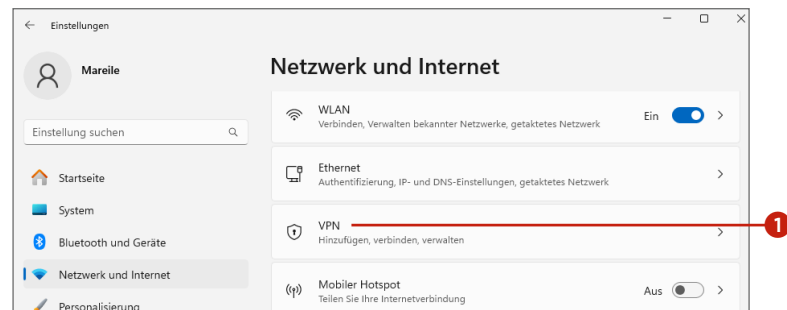 Einstellungen
Mareile
Netzwerk und Internet
Einstellung suchen
WLAN
Verbinden, Verwalten bekannter Netzwerke, getaktetes Netzwerk
Ein
Ethernet
Authentifizierung, IP- und DNS-Einstellungen, getaktetes Netzwerk
VPN
Hinzufügen, verbinden, verwalten
1
Mobiler Hotspot
Teilen Sie Ihre Internetverbindung
Aus
Startseite
System
Bluetooth und Geräte
Netzwerk und Internet
Personalisierung